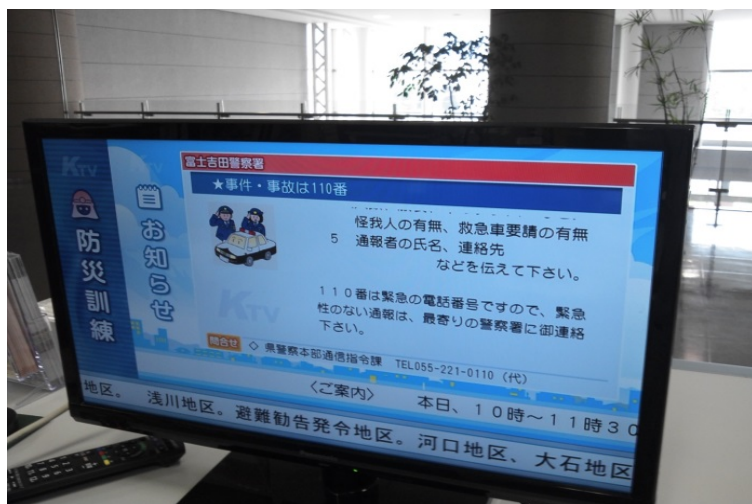 KTV
防災訓練
お知らせ
富士吉田警察署
★事件・事故は110番
怪我人の有無、救急車要請の有無
5 通報者の氏名、連絡先
などを伝えて下さい。
KTV
110番は緊急の電話番号ですので、緊急
性のない通報は、最寄りの警察署に御連絡
下さい。
問合せ ◇ 県警察本部通信指令課 TEL055-221-0110 (代)
〈ご案内〉 本日、10時～11時30
地区。 浅川地区。避難勧告発令地区。河口地区、大石地区